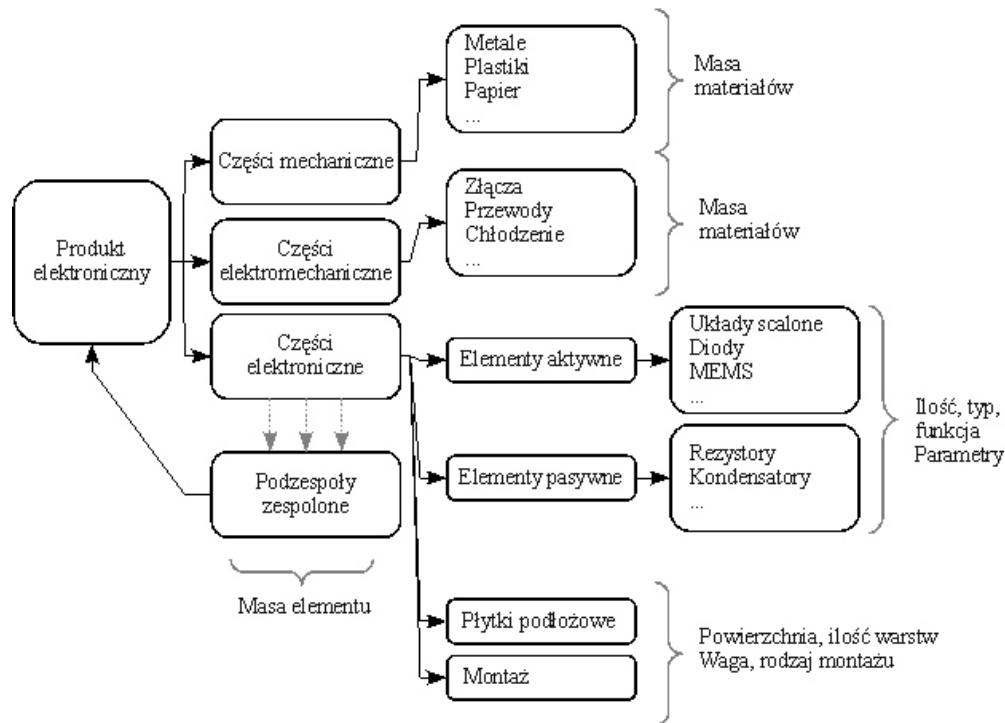 Metale
Plastiki
Papier
...
Masa
materiałów
Części mechaniczne
Złącza
Przewody
Chłodzenie
...
Masa
materiałów
Produkt
elektroniczny
Części
elektromechaniczne
Części
elektroniczne
Elementy aktywne
Układy scalone
Diody
MEMS
...
Ilość, typ,
funkcja
Parametry
Podzespoły
zespolone
Elementy pasywne
Rezystory
Kondensatory
...
Masa elementu
Płytki podłożowe
Montaż
Powierzchnia, ilość warstw
Waga, rodzaj montażu